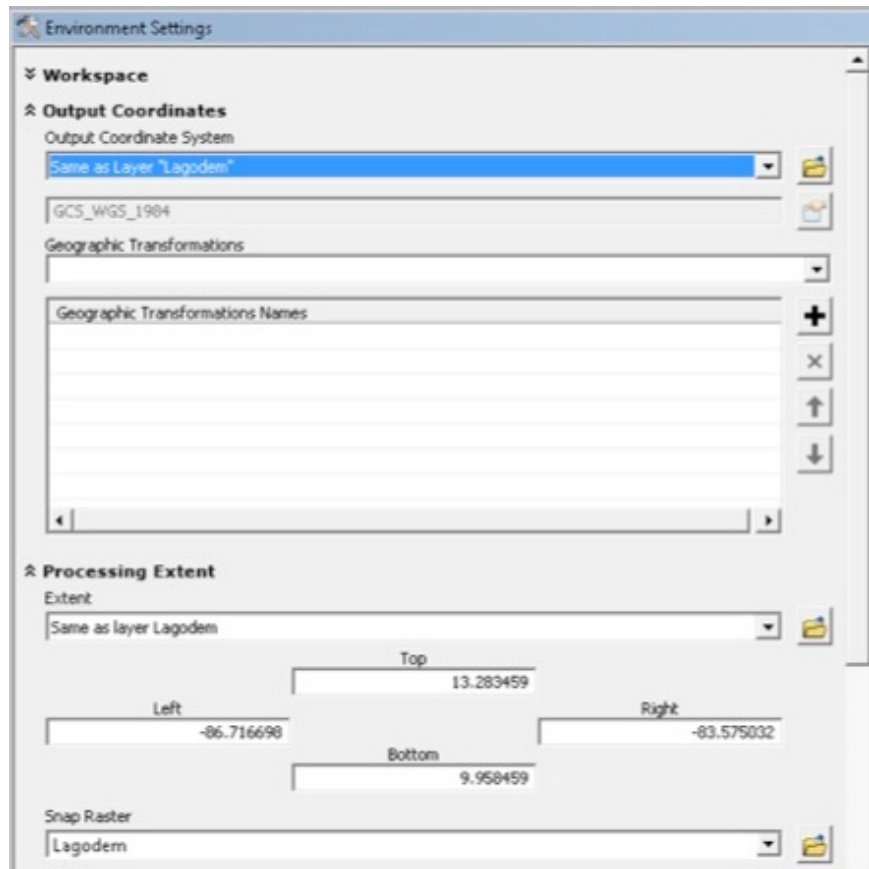 Environment Settings
Workspace
Output Coordinates
Output Coordinate System
Same as Layer "Lagodem"
GCS_WGS_1984
Geographic Transformations
Geographic Transformations Names
Processing Extent
Extent
Same as layer Lagodem
Top
13.283459
Left Right
-86.716698 -83.575032
Bottom
9.958459
Snap Raster
Lagodem